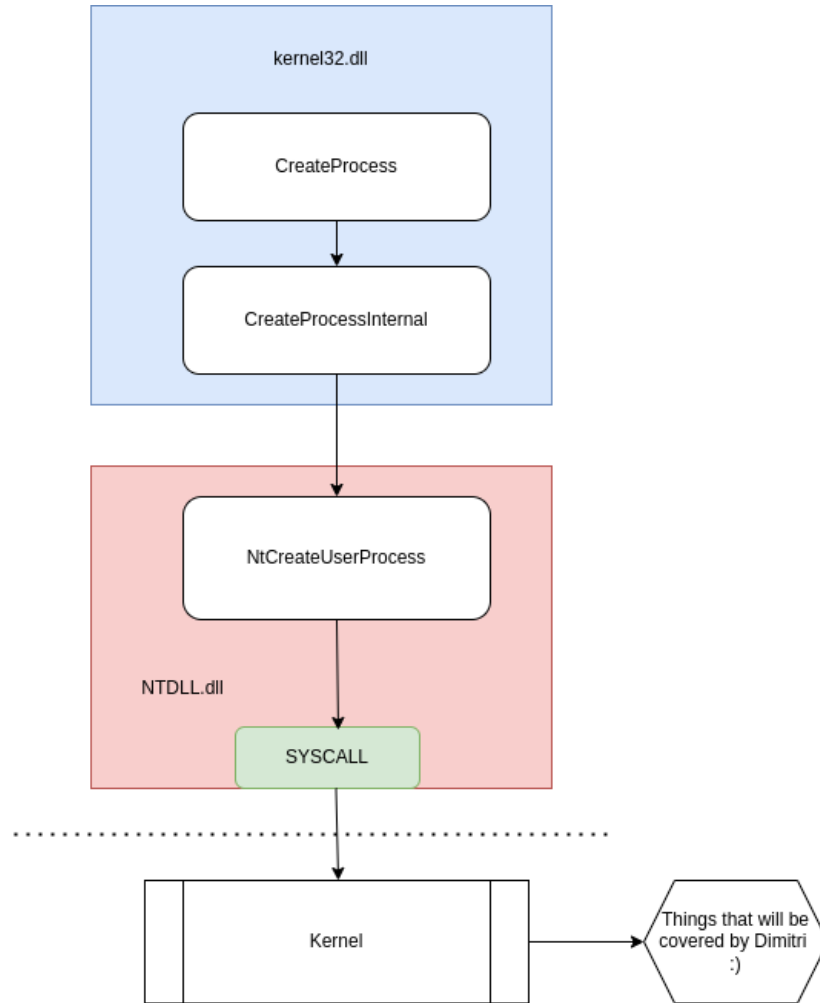 kernel32.dll
CreateProcess
CreateProcessInternal
NtCreateUserProcess
NTDLL.dll
SYSCALL
Kernel
Things that will be
covered by Dimitri
:)